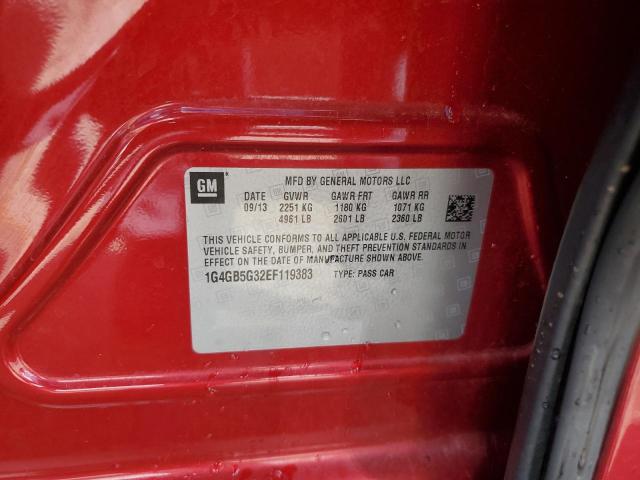 GM
MFD BY GENERAL MOTORS LLC
DATE GVWR GAWR FRT GAWR RR
09/13 2251 KG 1180 KG 1071 KG
4961 LB 2601 LB 2360 LB
THIS VEHICLE CONFORMS TO ALL APPLICABLE U.S. FEDERAL MOTOR
VEHICLE SAFETY, BUMPER, AND THEFT PREVENTION STANDARDS IN
EFFECT ON THE DATE OF MANUFACTURE SHOWN ABOVE.
1G4GB5G32EF119383 TYPE: PASS CAR